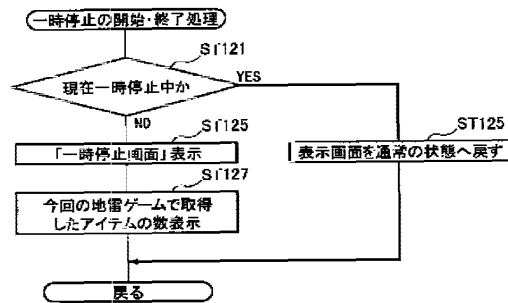 一時停止の開始・終了処理
ST121
現在一時停止中か
YES
NO
ST125
「一時停止画面」表示
ST125
表示画面を通常の状態へ戻す
ST127
今回の地雷ゲームで取得
したアイテムの数表示
戻る